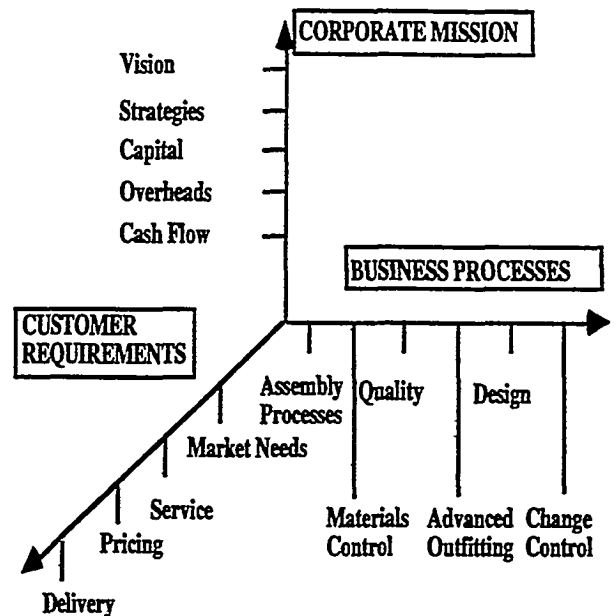 CORPORATE MISSION
Vision
Strategies
Capital
Overheads
Cash Flow
BUSINESS PROCESSES
CUSTOMER
REQUIREMENTS
Assembly
Processes
Quality
Design
Market Needs
Service
Materials
Control
Advanced
Outfitting
Change
Control
Pricing
Delivery